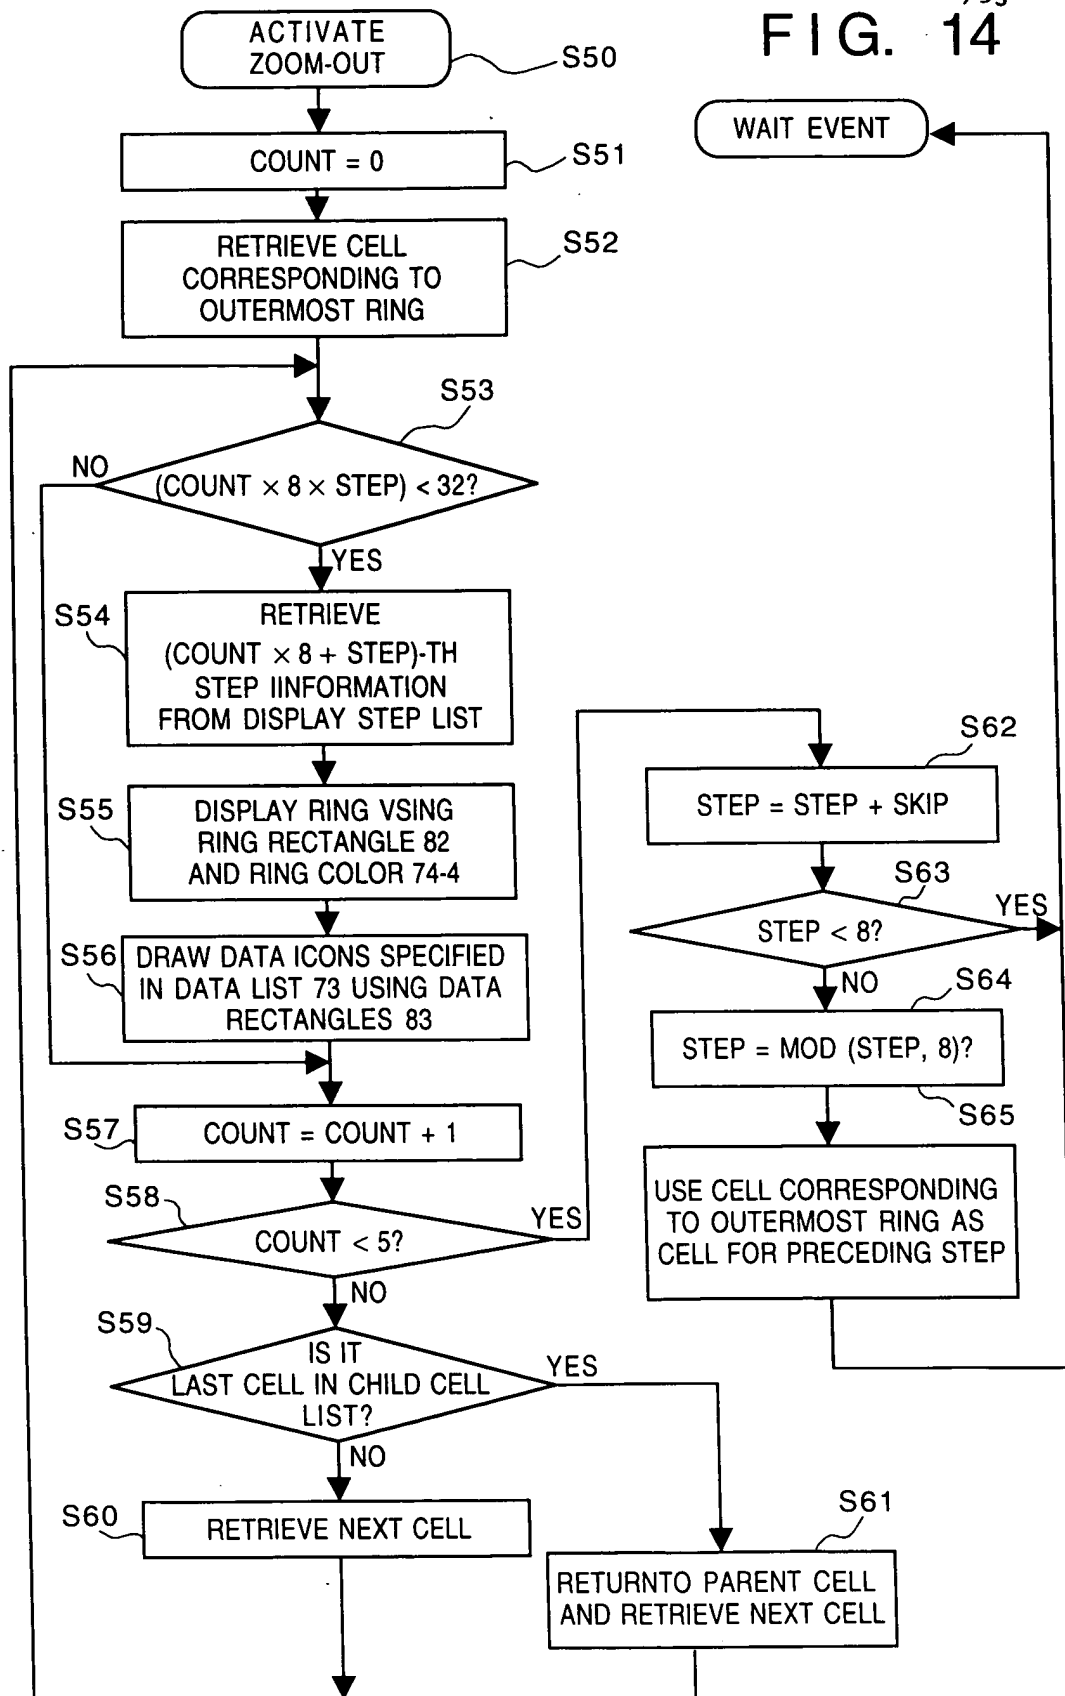 FIG. 14
ACTIVATE
ZOOM-OUT
S50
COUNT = 0
S51
RETRIEVE CELL
CORRESPONDING TO
OUTERMOST RING
S52
S53
(COUNT × 8 × STEP) < 32?
NO
YES
S54
RETRIEVE
(COUNT × 8 + STEP)-TH
STEP IINFORMATION
FROM DISPLAY STEP LIST
S55
DISPLAY RING VSING
RING RECTANGLE 82
AND RING COLOR 74-4
S56
DRAW DATA ICONS SPECIFIED
IN DATA LIST 73 USING DATA
RECTANGLES 83
S57
COUNT = COUNT + 1
S58
COUNT < 5?
YES
NO
S59
IS IT
LAST CELL IN CHILD CELL
LIST?
YES
NO
S60
RETRIEVE NEXT CELL
S61
RETURNTO PARENT CELL
AND RETRIEVE NEXT CELL
WAIT EVENT
S62
STEP = STEP + SKIP
S63
STEP < 8?
YES
NO
S64
STEP = MOD (STEP, 8)?
S65
USE CELL CORRESPONDING
TO OUTERMOST RING AS
CELL FOR PRECEDING STEP